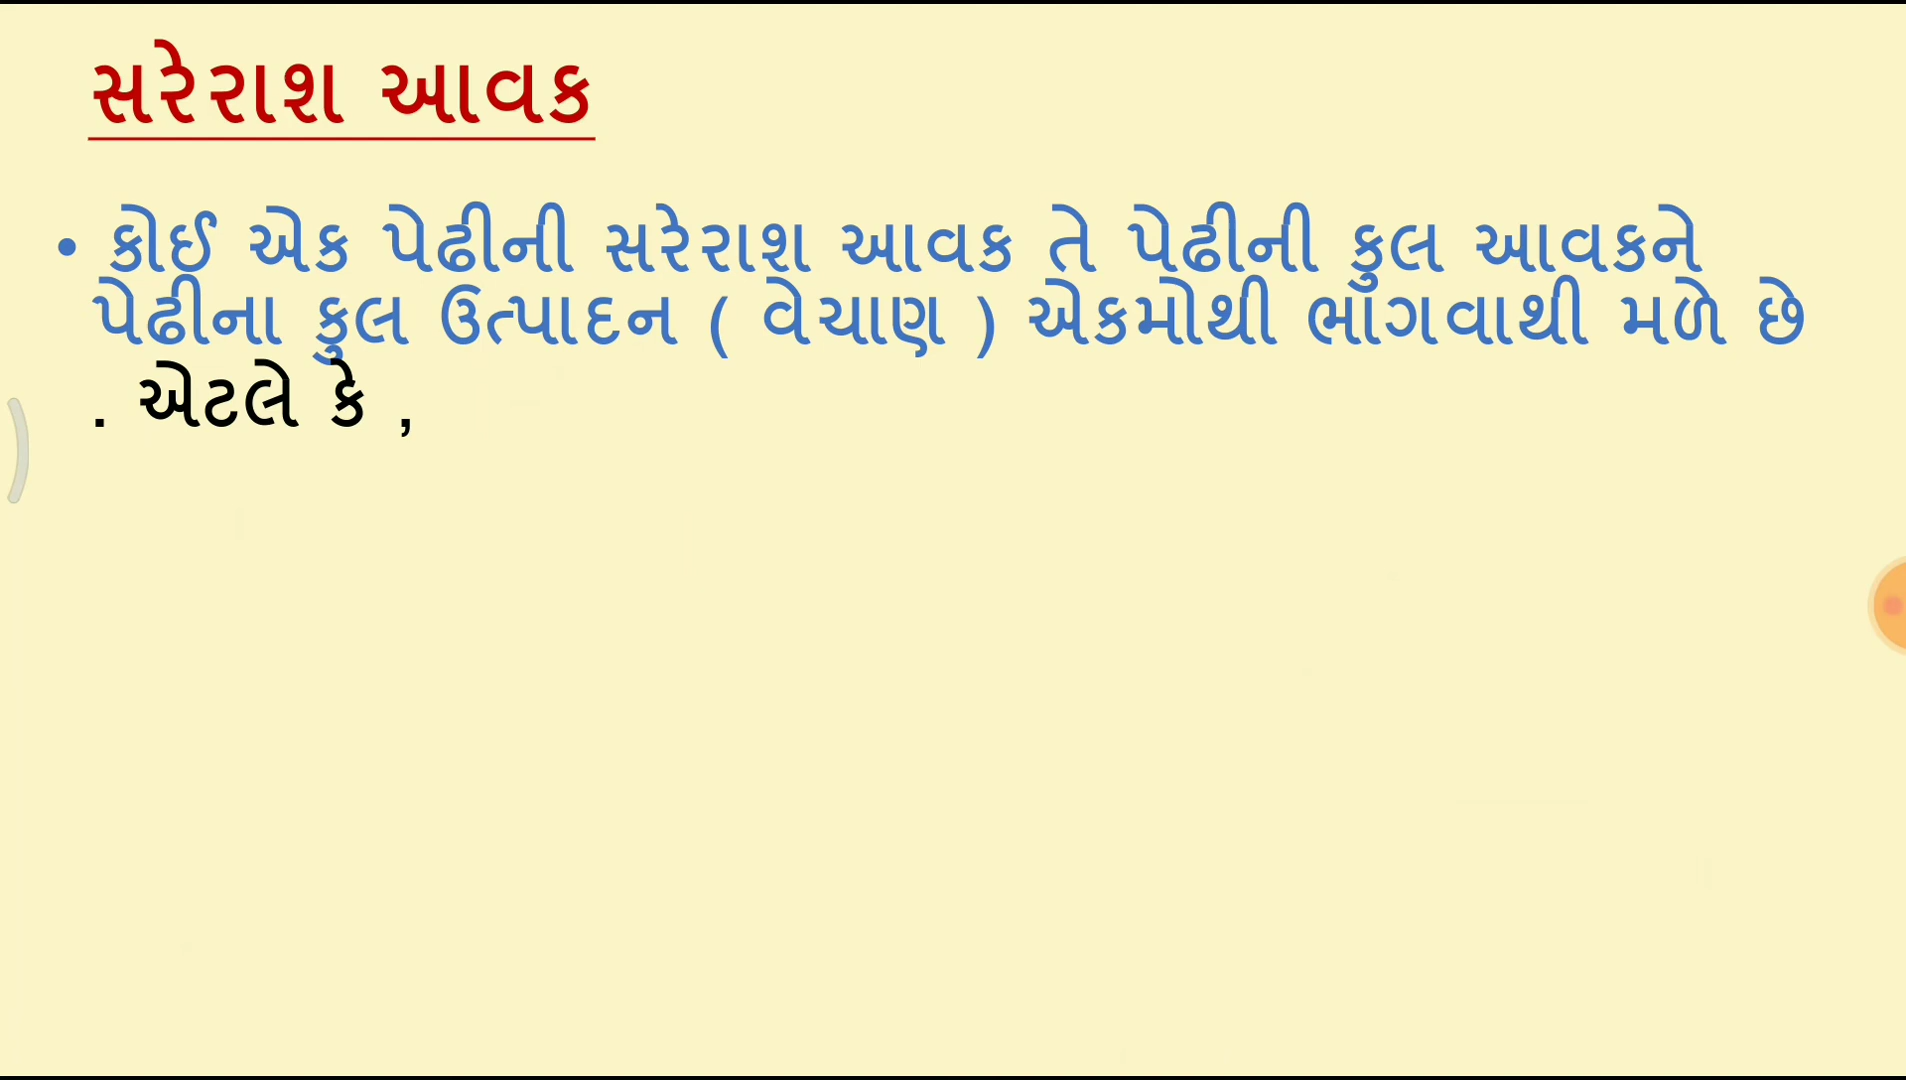 સરેરાશ આવક
• કોઈ એક પેઢીની સરેરાશ આવક તે પેઢીની કુલ આવકને
પેઢીના કુલ ઉત્પાદન ( વેચાણ ) એકમોથી ભાગવાથી મળે છે
. એટલે કે ,